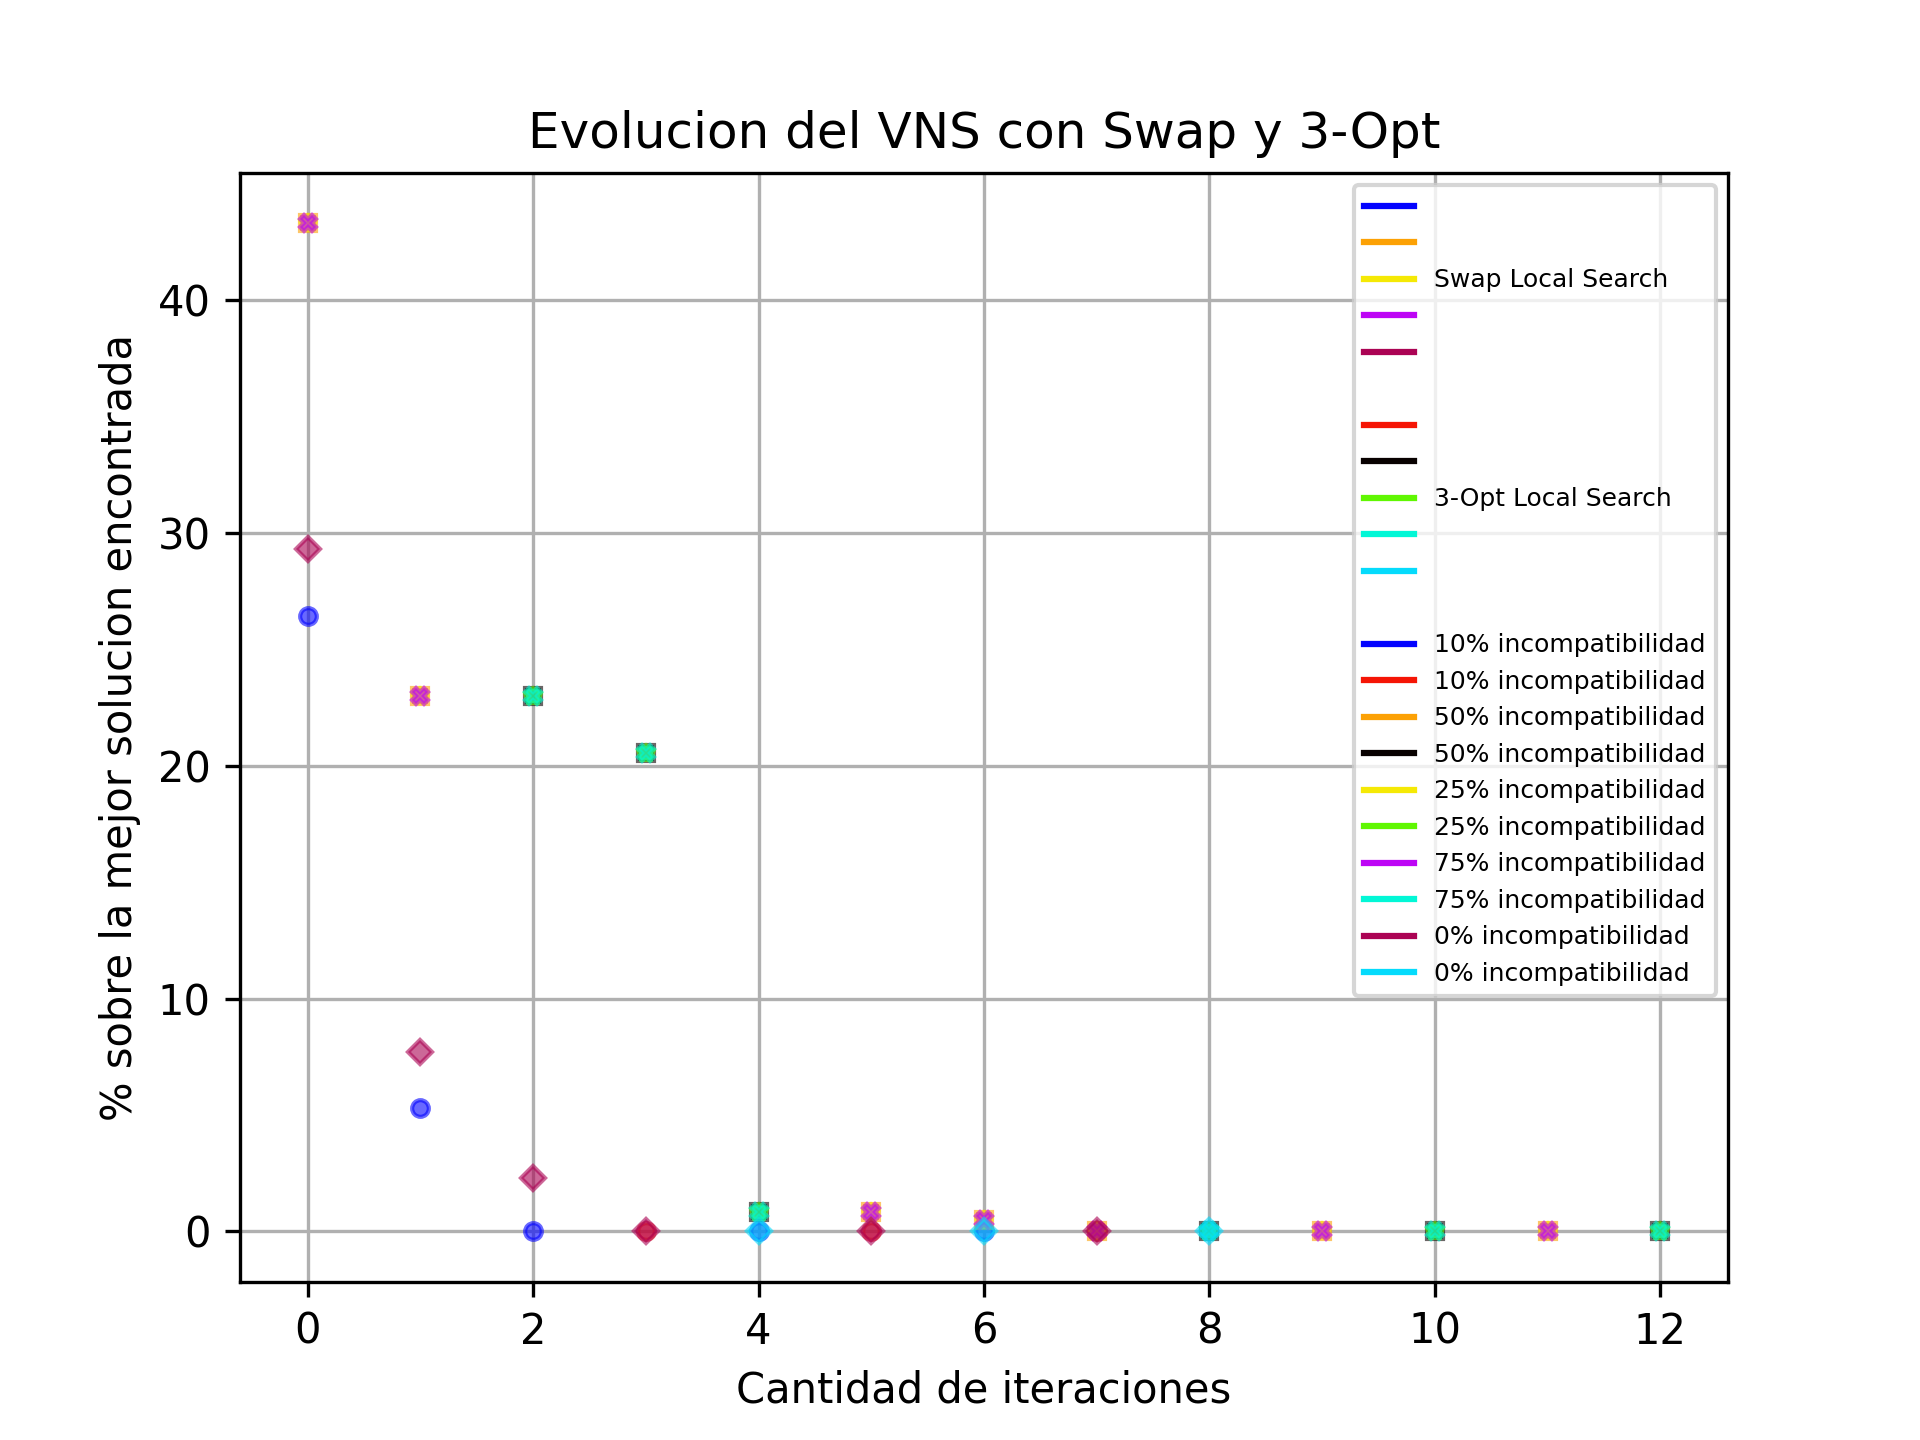 Evolucion del VNS con Swap y 3-Opt
% sobre la mejor solucion encontrada
40
30
20
10
0
Swap Local Search
3-Opt Local Search
10% incompatibilidad
10% incompatibilidad
50% incompatibilidad
50% incompatibilidad
25% incompatibilidad
25% incompatibilidad
75% incompatibilidad
75% incompatibilidad
0% incompatibilidad
0% incompatibilidad
0 2 4 6 8 10 12
Cantidad de iteraciones